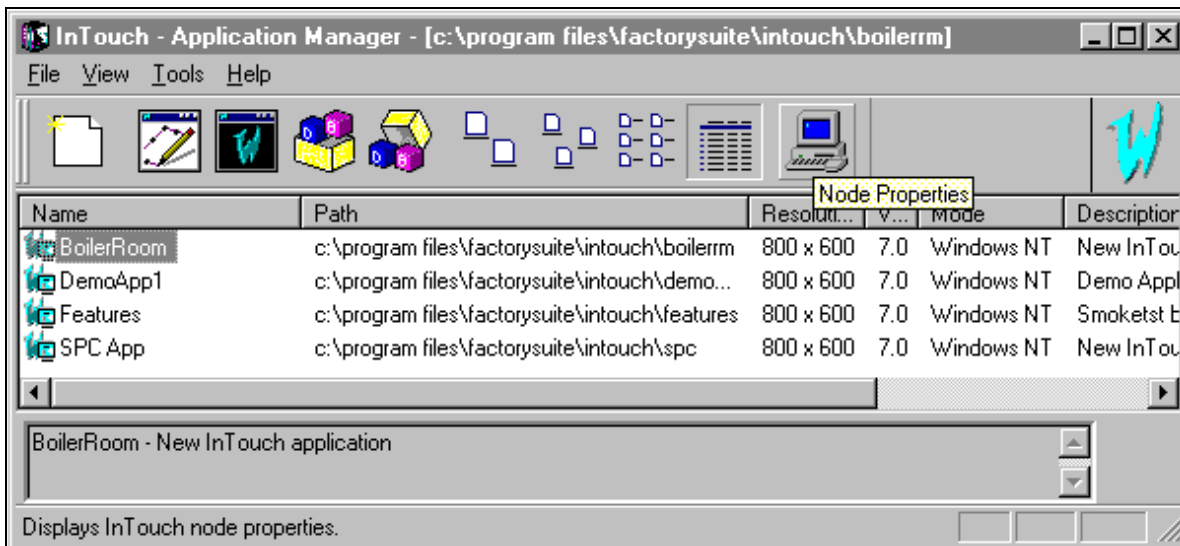 InTouch - Application Manager - [c:\program files\factorysuite\intouch\boilerrm]
File View Tools Help
Node Properties
Name Path Resoluti... V... Mode Description
BoilerRoom c:\program files\factorysuite\intouch\boilerrm 800 x 600 7.0 Windows NT New InTou
DemoApp1 c:\program files\factorysuite\intouch\demo... 800 x 600 7.0 Windows NT Demo Appl
Features c:\program files\factorysuite\intouch\features 800 x 600 7.0 Windows NT Smoketst b
SPC App c:\program files\factorysuite\intouch\spc 800 x 600 7.0 Windows NT New InTou
BoilerRoom - New InTouch application
Displays InTouch node properties.